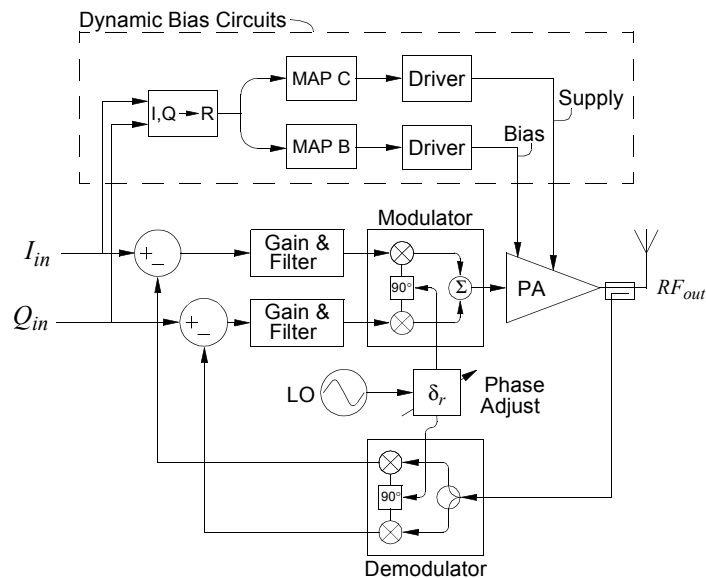 Dynamic Bias Circuits
I,Q → R
MAP C
Driver
Supply
MAP B
Driver
Bias
Modulator
I_in
+
−
Gain &
Filter
90°
Σ
PA
RF_out
Q_in
+
−
Gain &
Filter
LO
δ_r
Phase
Adjust
90°
Demodulator